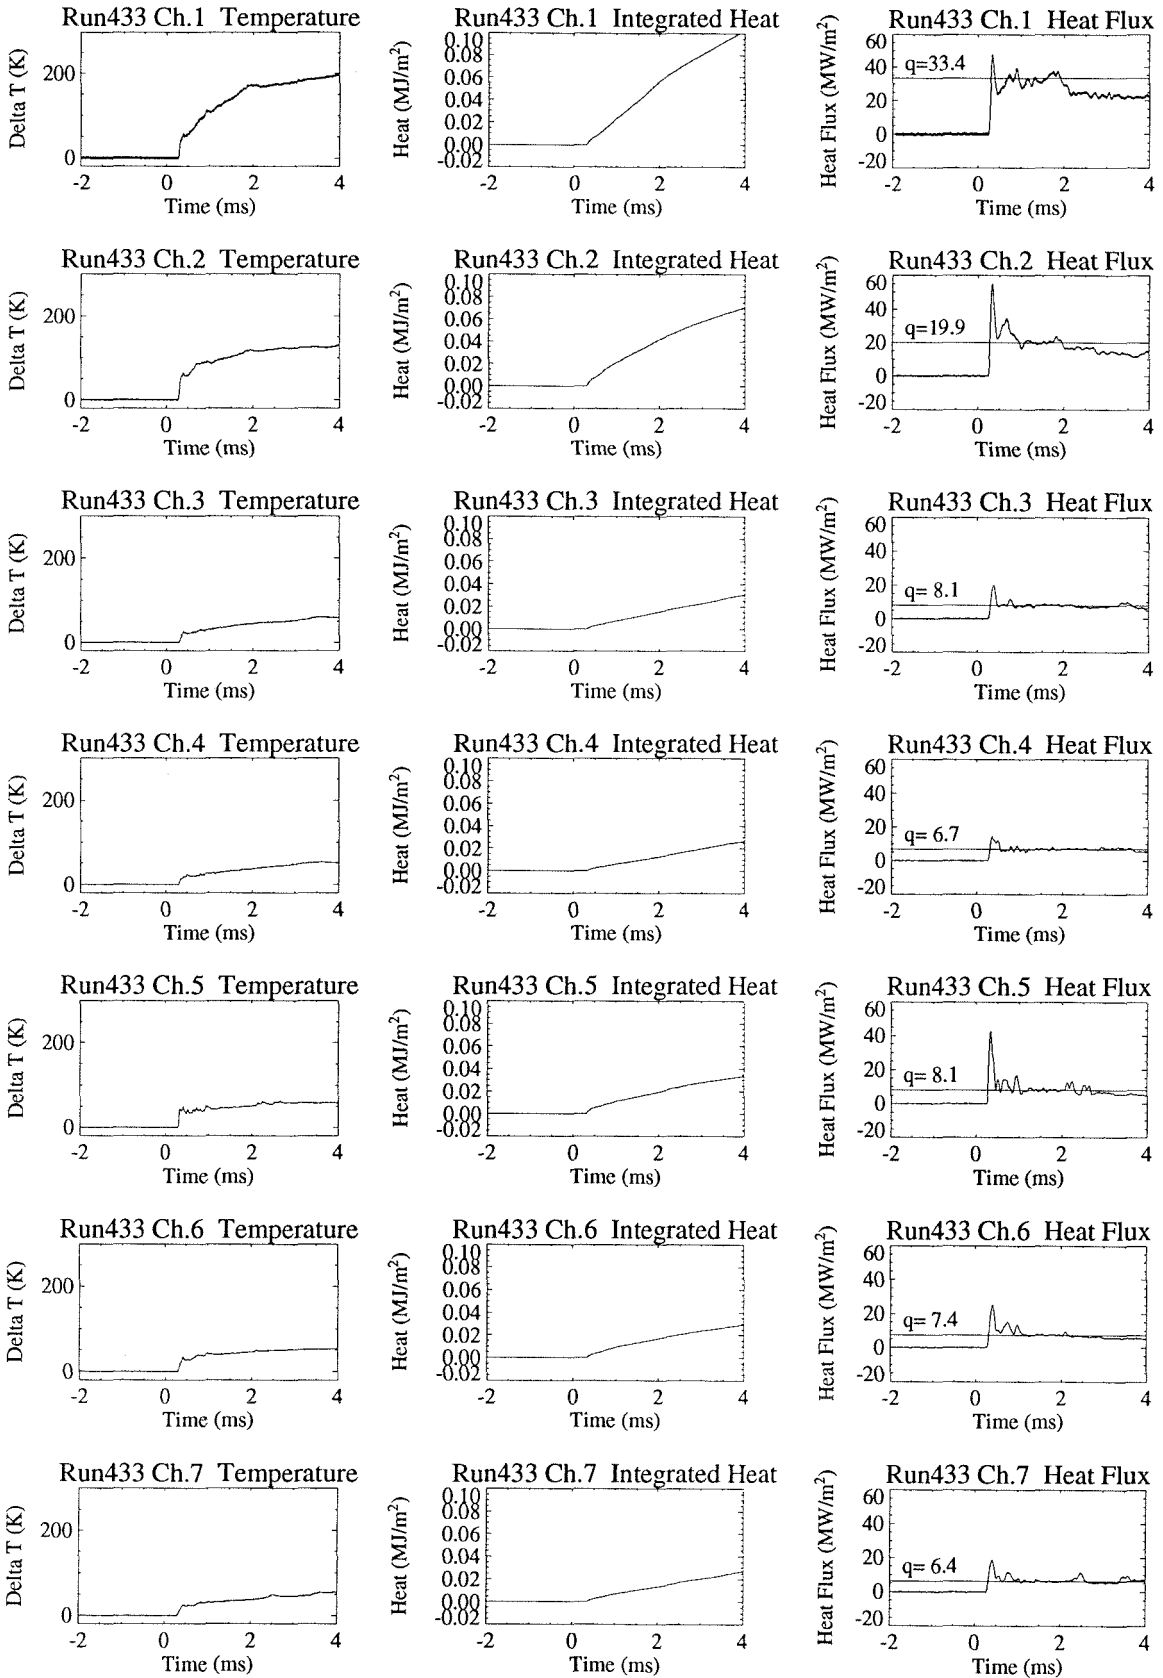 Run433 Ch.1 Temperature
Delta T (K)
200
0
-2 0 2 4
Time (ms)
Run433 Ch.1 Integrated Heat
Heat (MJ/m²)
0.10
0.08
0.06
0.04
0.02
0.00
-0.02
-2 0 2 4
Time (ms)
Run433 Ch.1 Heat Flux
Heat Flux (MW/m²)
60
40
20
0
-20
q=33.4
-2 0 2 4
Time (ms)
Run433 Ch.2 Temperature
Delta T (K)
200
0
-2 0 2 4
Time (ms)
Run433 Ch.2 Integrated Heat
Heat (MJ/m²)
0.10
0.08
0.06
0.04
0.02
0.00
-0.02
-2 0 2 4
Time (ms)
Run433 Ch.2 Heat Flux
Heat Flux (MW/m²)
60
40
20
0
-20
q=19.9
-2 0 2 4
Time (ms)
Run433 Ch.3 Temperature
Delta T (K)
200
0
-2 0 2 4
Time (ms)
Run433 Ch.3 Integrated Heat
Heat (MJ/m²)
0.10
0.08
0.06
0.04
0.02
0.00
-0.02
-2 0 2 4
Time (ms)
Run433 Ch.3 Heat Flux
Heat Flux (MW/m²)
60
40
20
0
-20
q= 8.1
-2 0 2 4
Time (ms)
Run433 Ch.4 Temperature
Delta T (K)
200
0
-2 0 2 4
Time (ms)
Run433 Ch.4 Integrated Heat
Heat (MJ/m²)
0.10
0.08
0.06
0.04
0.02
0.00
-0.02
-2 0 2 4
Time (ms)
Run433 Ch.4 Heat Flux
Heat Flux (MW/m²)
60
40
20
0
-20
q= 6.7
-2 0 2 4
Time (ms)
Run433 Ch.5 Temperature
Delta T (K)
200
0
-2 0 2 4
Time (ms)
Run433 Ch.5 Integrated Heat
Heat (MJ/m²)
0.10
0.08
0.06
0.04
0.02
0.00
-0.02
-2 0 2 4
Time (ms)
Run433 Ch.5 Heat Flux
Heat Flux (MW/m²)
60
40
20
0
-20
q= 8.1
-2 0 2 4
Time (ms)
Run433 Ch.6 Temperature
Delta T (K)
200
0
-2 0 2 4
Time (ms)
Run433 Ch.6 Integrated Heat
Heat (MJ/m²)
0.10
0.08
0.06
0.04
0.02
0.00
-0.02
-2 0 2 4
Time (ms)
Run433 Ch.6 Heat Flux
Heat Flux (MW/m²)
60
40
20
0
-20
q= 7.4
-2 0 2 4
Time (ms)
Run433 Ch.7 Temperature
Delta T (K)
200
0
-2 0 2 4
Time (ms)
Run433 Ch.7 Integrated Heat
Heat (MJ/m²)
0.10
0.08
0.06
0.04
0.02
0.00
-0.02
-2 0 2 4
Time (ms)
Run433 Ch.7 Heat Flux
Heat Flux (MW/m²)
60
40
20
0
-20
q= 6.4
-2 0 2 4
Time (ms)